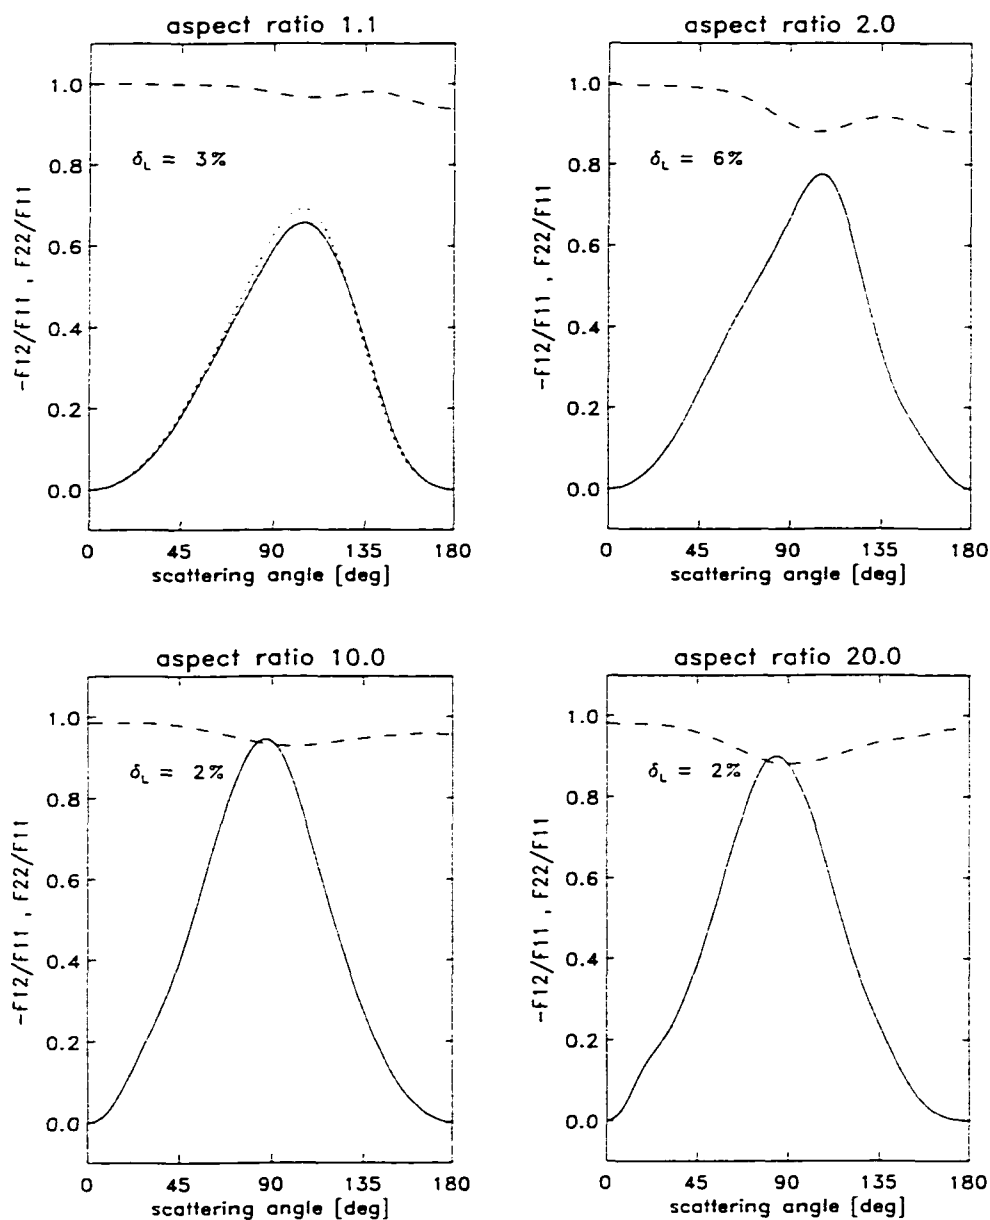 aspect ratio 1.1
-F12/F11 , F22/F11
1.0
0.8
0.6
0.4
0.2
0.0
δL = 3%
0 45 90 135 180
scattering angle [deg]
aspect ratio 2.0
-F12/F11 , F22/F11
1.0
0.8
0.6
0.4
0.2
0.0
δL = 6%
0 45 90 135 180
scattering angle [deg]
aspect ratio 10.0
-F12/F11 , F22/F11
1.0
0.8
0.6
0.4
0.2
0.0
δL = 2%
0 45 90 135 180
scattering angle [deg]
aspect ratio 20.0
-F12/F11 , F22/F11
1.0
0.8
0.6
0.4
0.2
0.0
δL = 2%
0 45 90 135 180
scattering angle [deg]